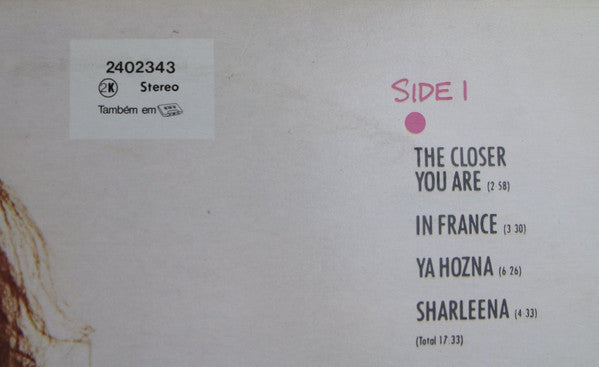 2402343
2K Stereo
Também em
SIDE 1
THE CLOSER
YOU ARE (2 58)
IN FRANCE (3 30)
YA HOZNA (6 26)
SHARLEENA (4 33)
(Total 17.33)